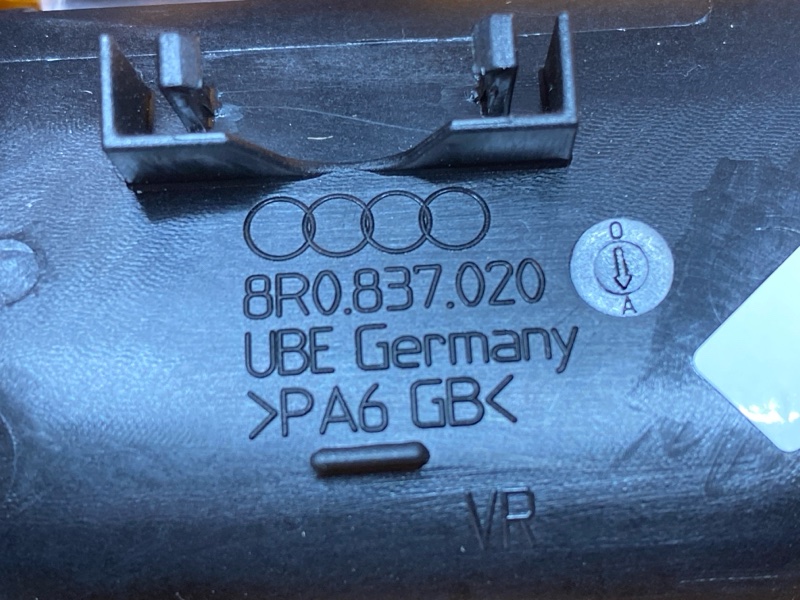 8R0.837.020
UBE Germany
>PA6 GB<
VR
O
A